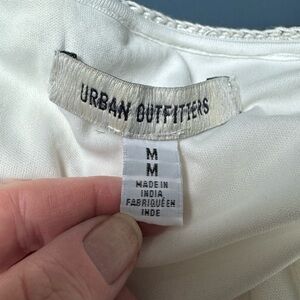 URBAN OUTFITTERS
M
M
MADE IN
INDIA
FABRIQUÉ EN
INDE